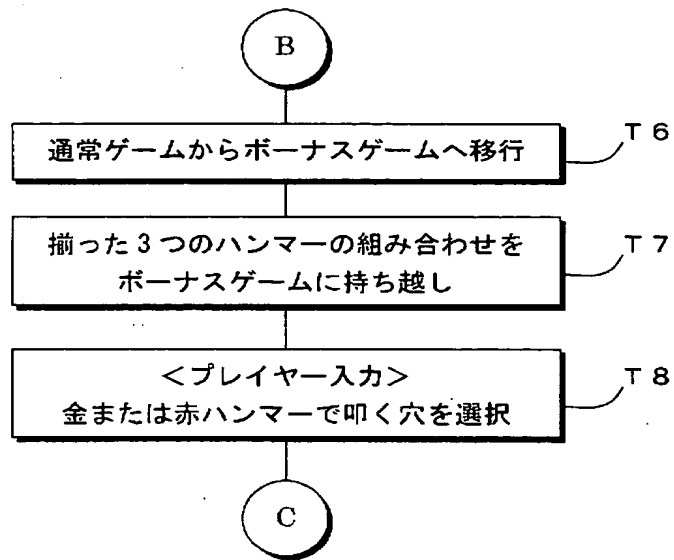 B
通常ゲームからボーナスゲームへ移行
T6
揃った3つのハンマーの組み合わせを
ボーナスゲームに持ち越し
T7
<プレイヤー入力>
金または赤ハンマーで叩く穴を選択
T8
C